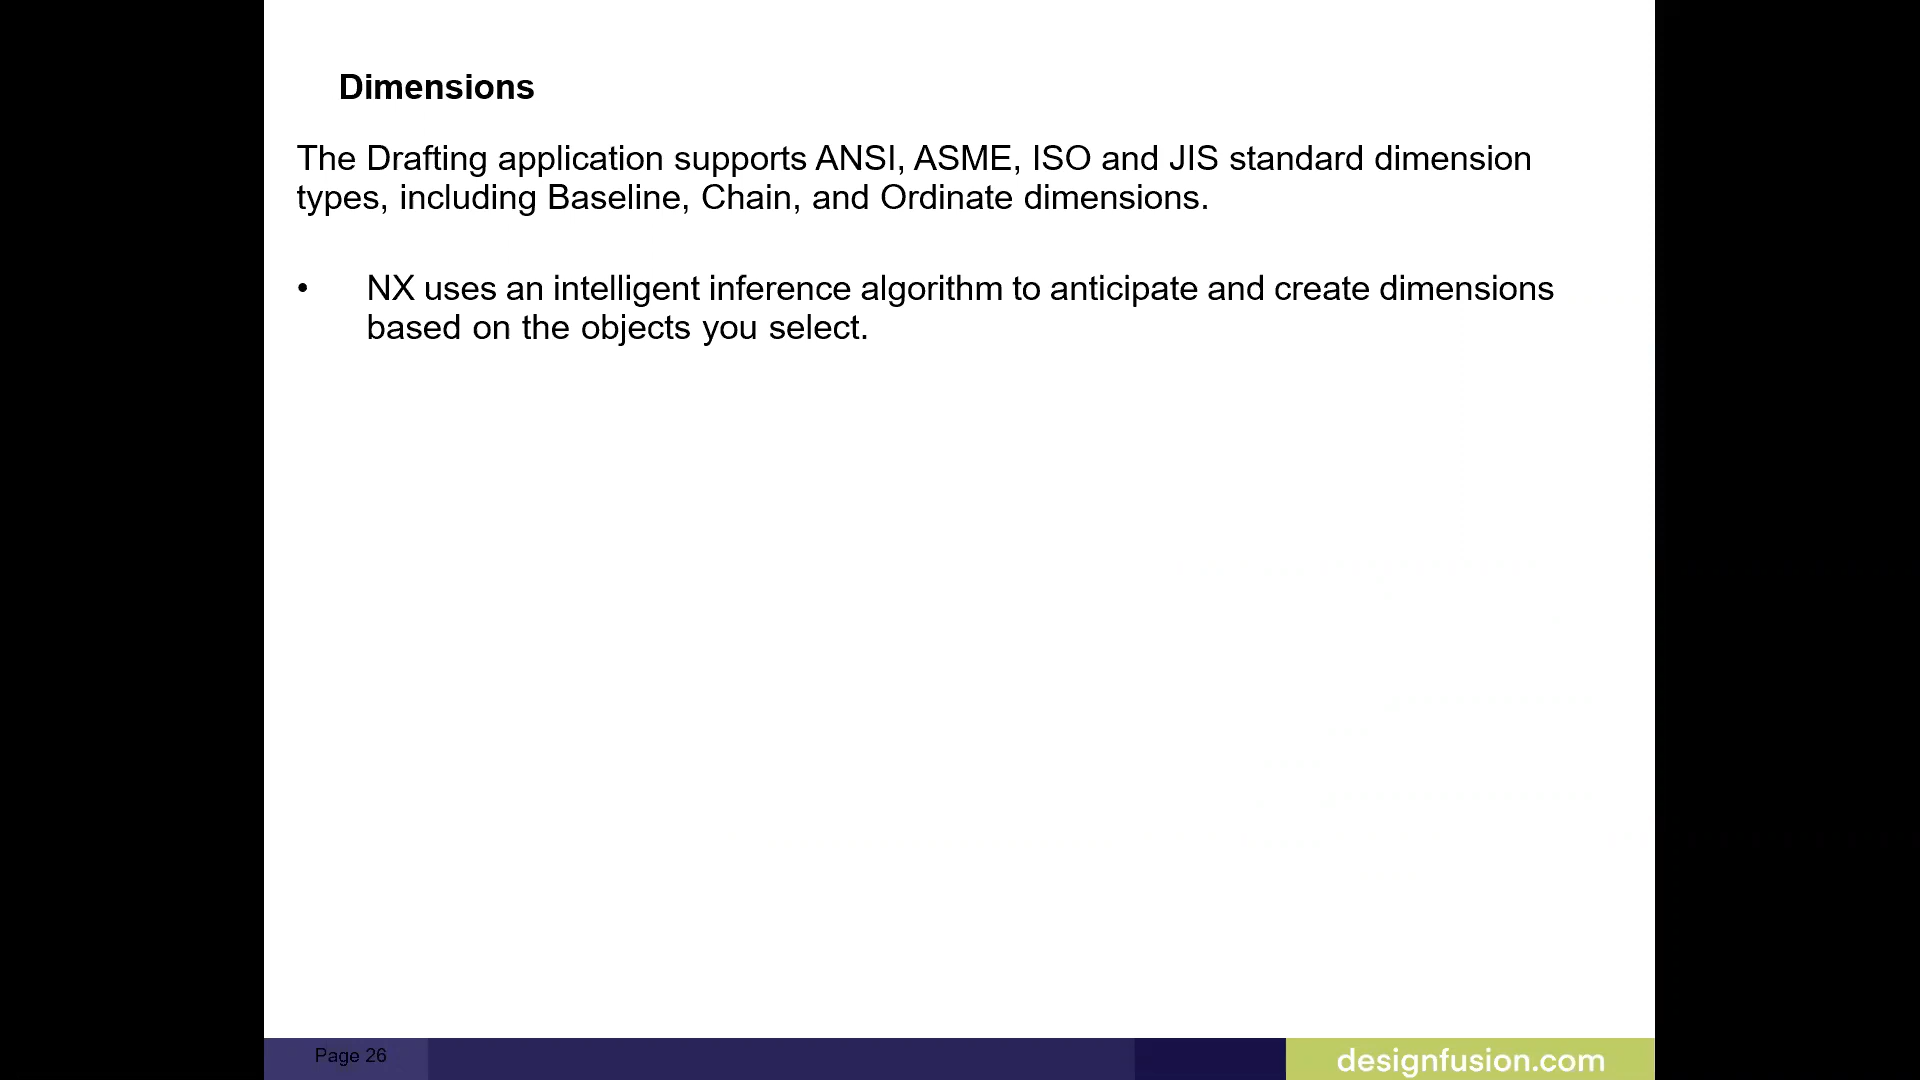 Dimensions
The Drafting application supports ANSI, ASME, ISO and JIS standard dimension
types, including Baseline, Chain, and Ordinate dimensions.
• NX uses an intelligent inference algorithm to anticipate and create dimensions
based on the objects you select.
Page 26
designfusion.com